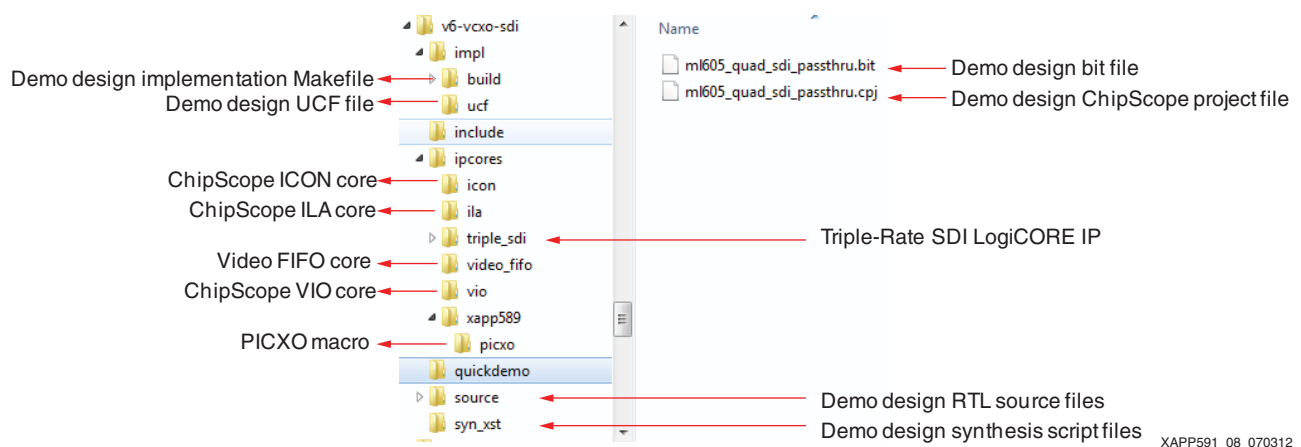 v6-vcxo-sdi
Name
impl
Demo design implementation Makefile
build
ml605_quad_sdi_passthru.bit
Demo design bit file
Demo design UCF file
ucf
ml605_quad_sdi_passthru.cpj
Demo design ChipScope project file
include
ipcores
ChipScope ICON core
icon
ChipScope ILA core
ila
triple_sdi
Triple-Rate SDI LogiCORE IP
Video FIFO core
video_fifo
ChipScope VIO core
vio
xapp589
PICXO macro
picxo
quickdemo
source
Demo design RTL source files
syn_xst
Demo design synthesis script files
XAPP591_08_070312